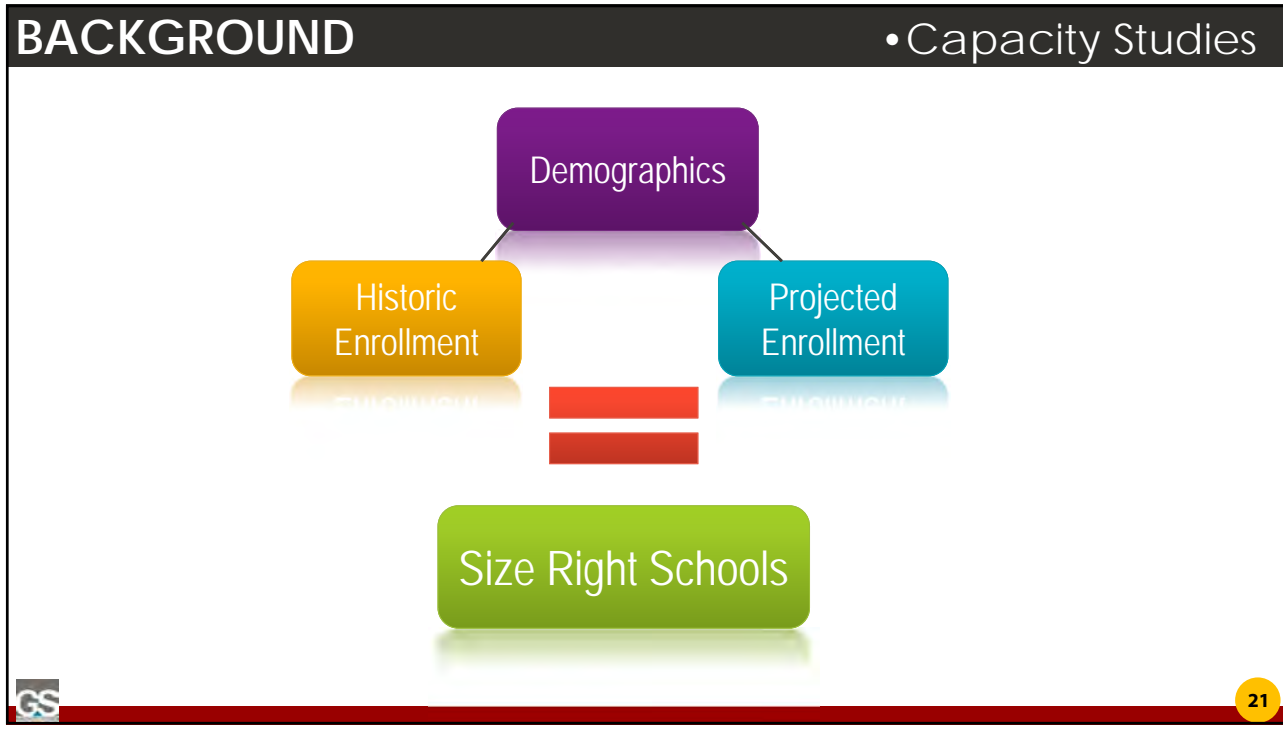 BACKGROUND
•Capacity Studies
Demographics
Historic
Enrollment
Projected
Enrollment
Size Right Schools
GS
21